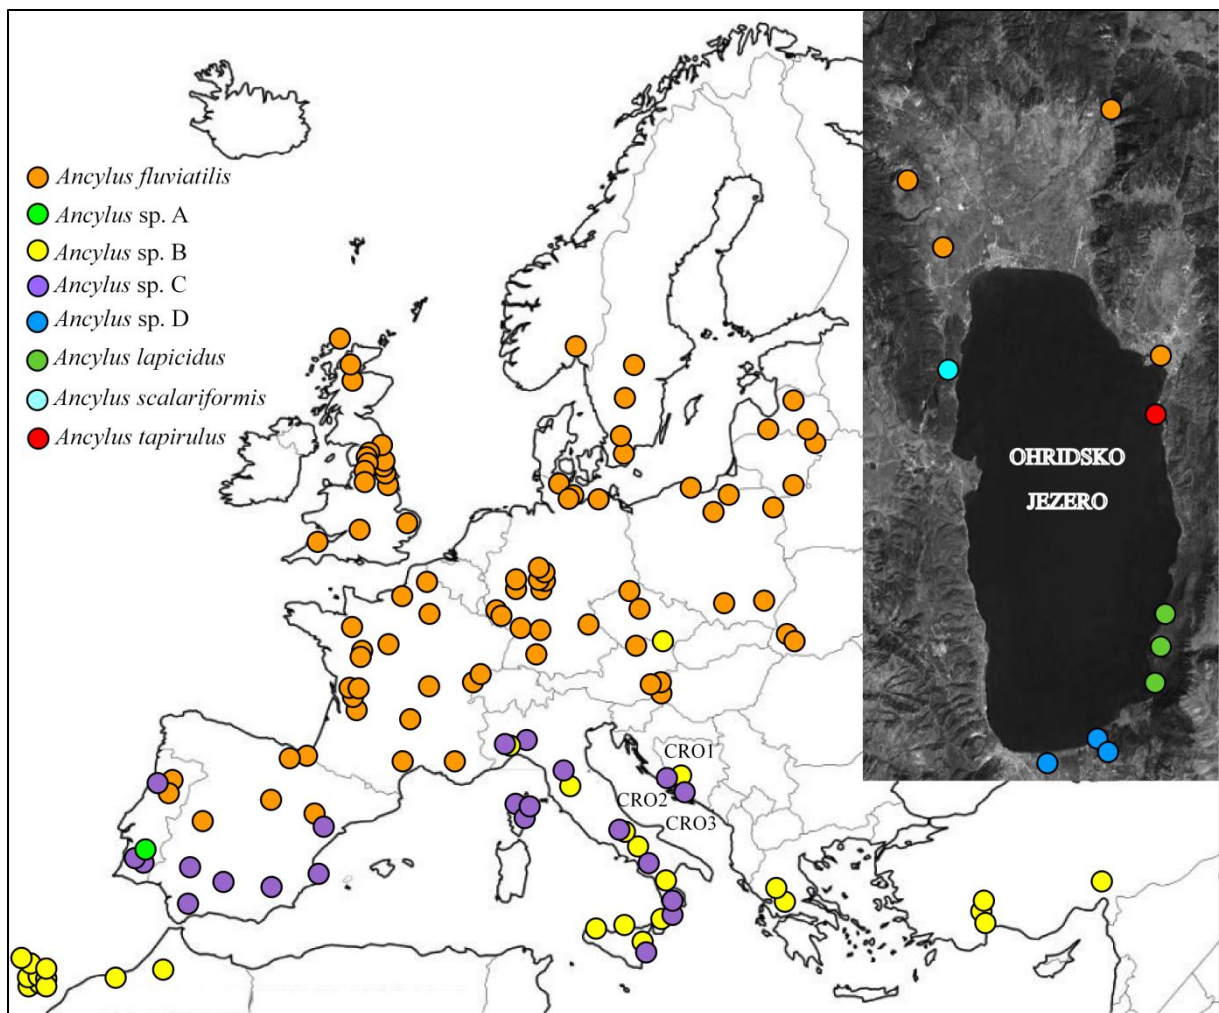 Ancylus fluviatilis
Ancylus sp. A
Ancylus sp. B
Ancylus sp. C
Ancylus sp. D
Ancylus lapicidus
Ancylus scalariformis
Ancylus tapirulus
OHRIDSKO
JEZERO
CRO1
CRO2
CRO3